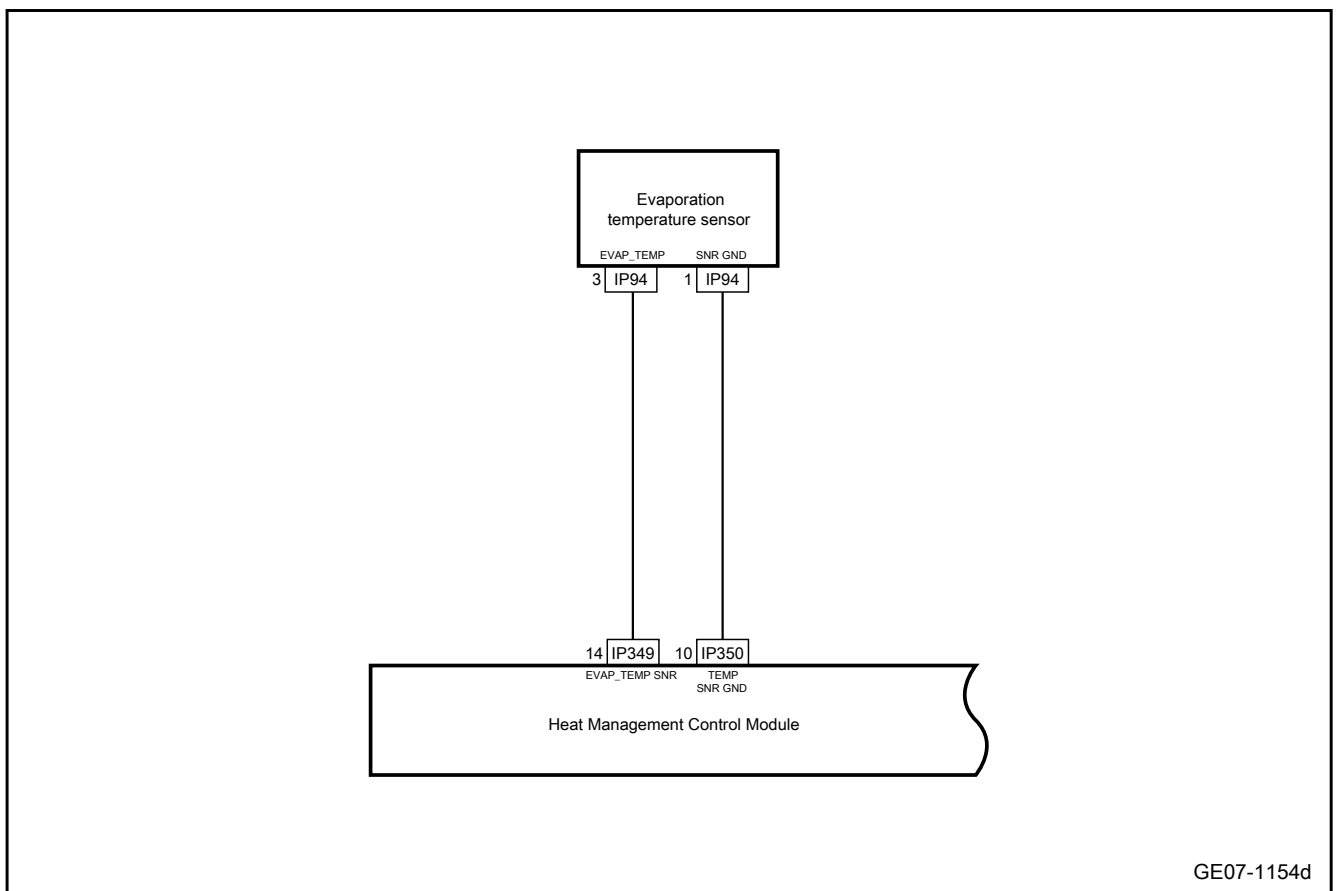 Evaporation
temperature sensor
EVAP_TEMP SNR GND
3 IP94 1 IP94
14 IP349 10 IP350
EVAP_TEMP SNR TEMP
SNR GND
Heat Management Control Module
GE07-1154d